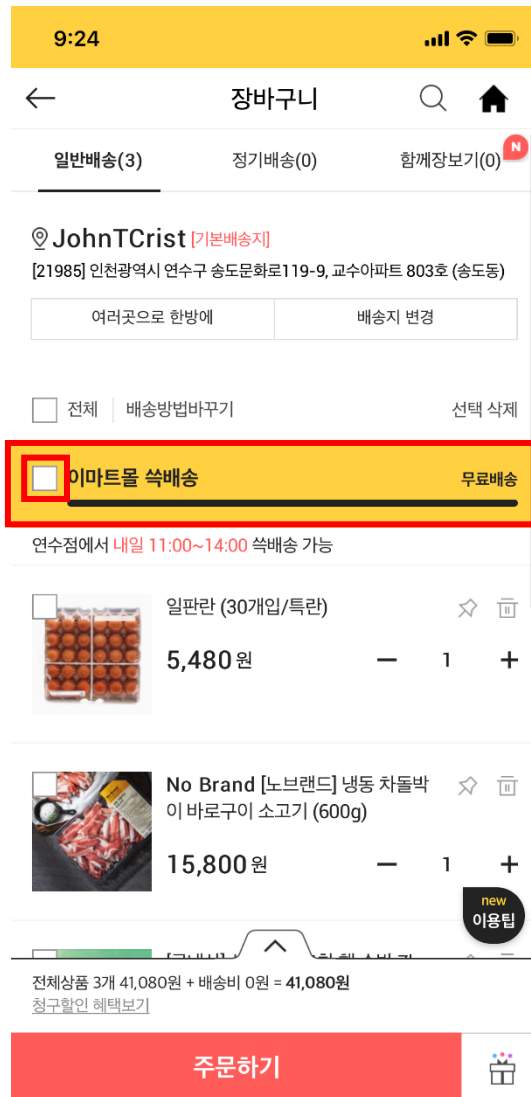 9:24
장바구니
일반배송(3) 정기배송(0) 함께장보기(0) N
JohnTCrist [기본배송지]
[21985] 인천광역시 연수구 송도문화로119-9, 교수아파트 803호 (송도동)
여러곳으로 한방에 배송지 변경
전체 배송방법바꾸기 선택 삭제
이마트몰 쓱배송 무료배송
연수점에서 내일 11:00~14:00 쓱배송 가능
일판란 (30개입/특란)
5,480원 1
No Brand [노브랜드] 냉동 차돌박
이 바로구이 소고기 (600g)
15,800원 1
new
이용팁
전체상품 3개 41,080원 + 배송비 0원 = 41,080원
청구할인 혜택보기
주문하기